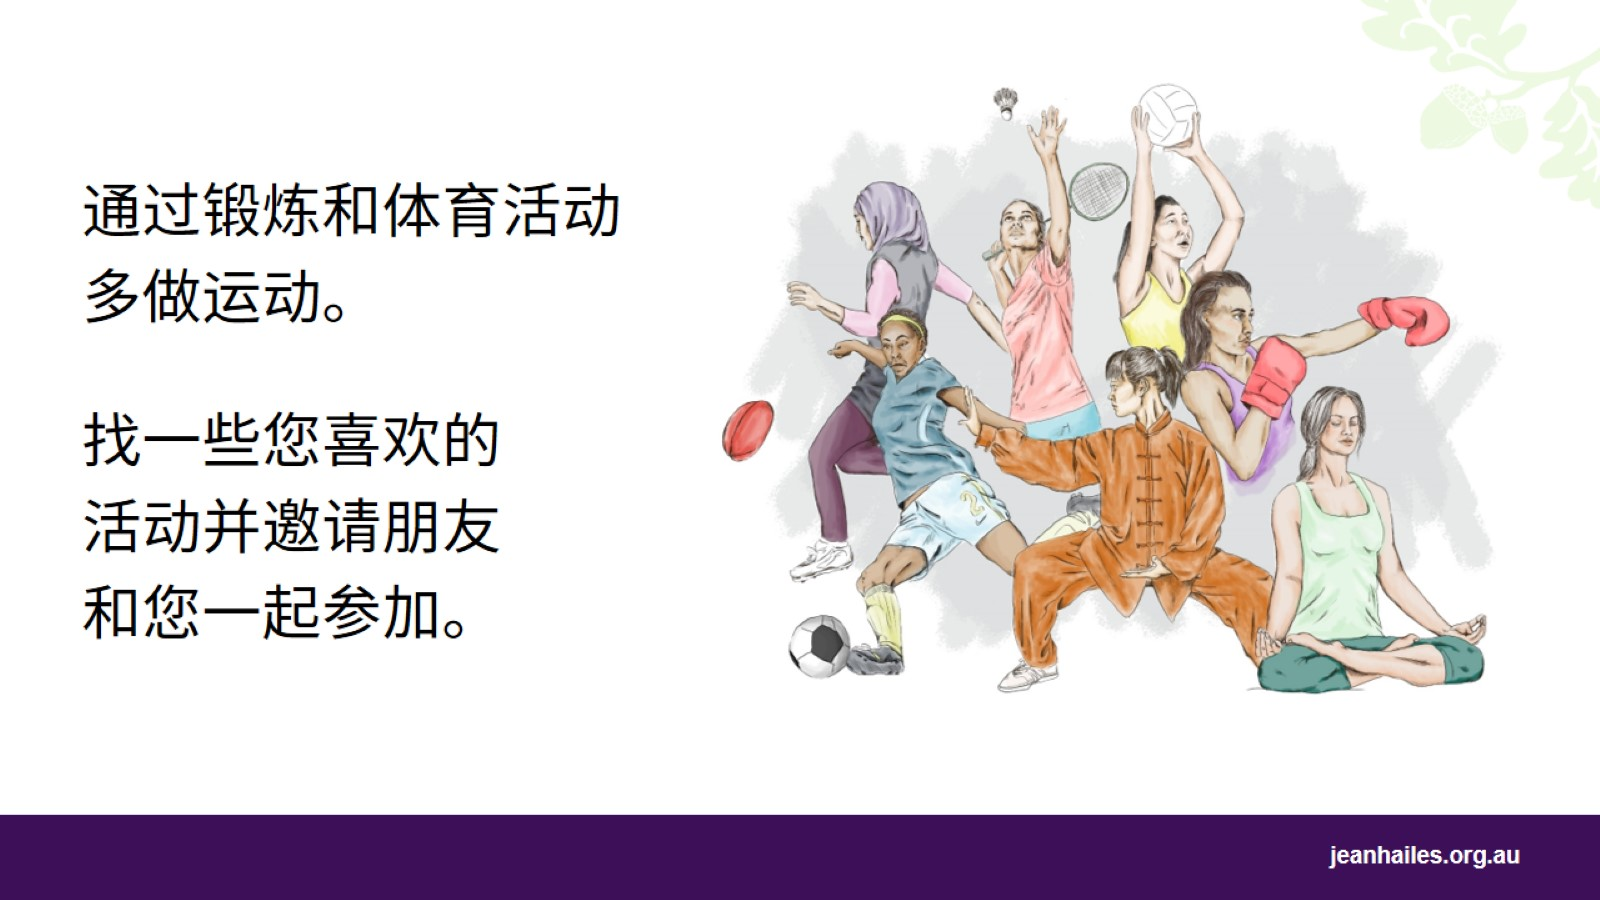 通过锻炼和体育活动
多做运动。
找一些您喜欢的
活动并邀请朋友
和您一起参加。
2
jeanhailes.org.au